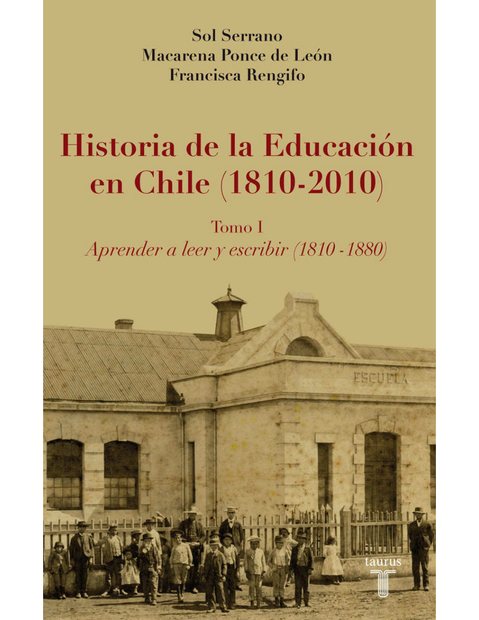 Sol Serrano
Macarena Ponce de León
Francisca Rengifo
Historia de la Educación
en Chile (1810-2010)
Tomo I
Aprender a leer y escribir (1810 -1880)
ESCUELA
taurus